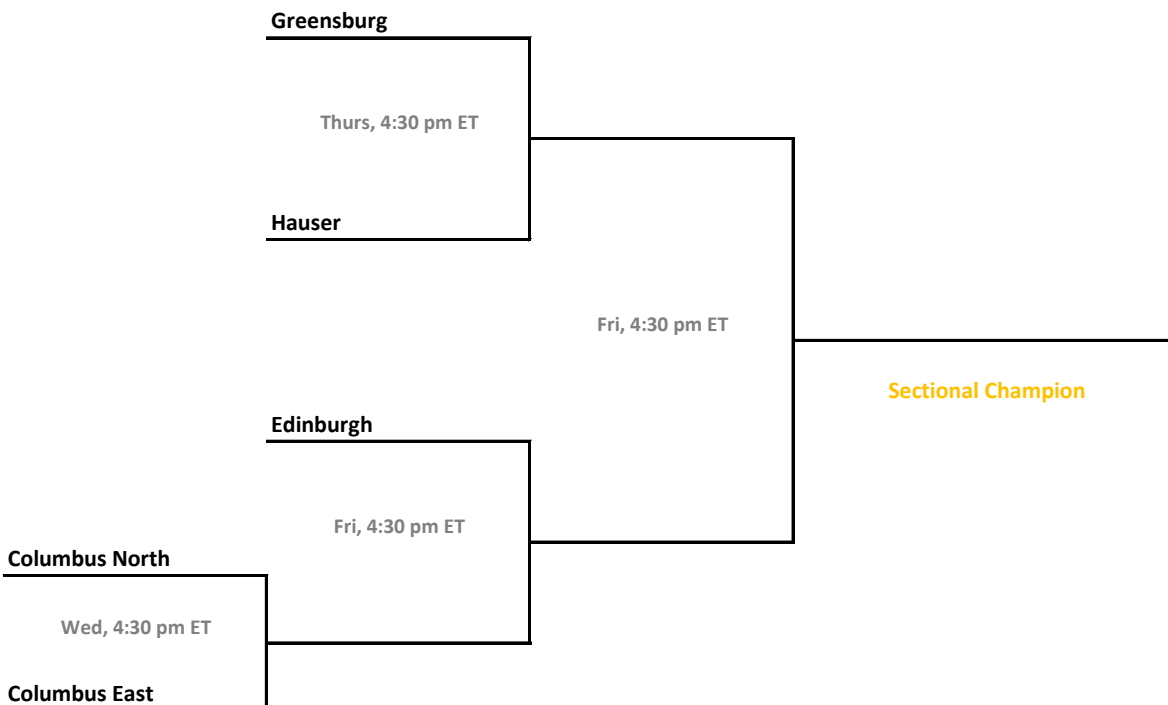 Greensburg
Thurs, 4:30 pm ET
Hauser
Fri, 4:30 pm ET
Sectional Champion
Edinburgh
Fri, 4:30 pm ET
Columbus North
Wed, 4:30 pm ET
Columbus East